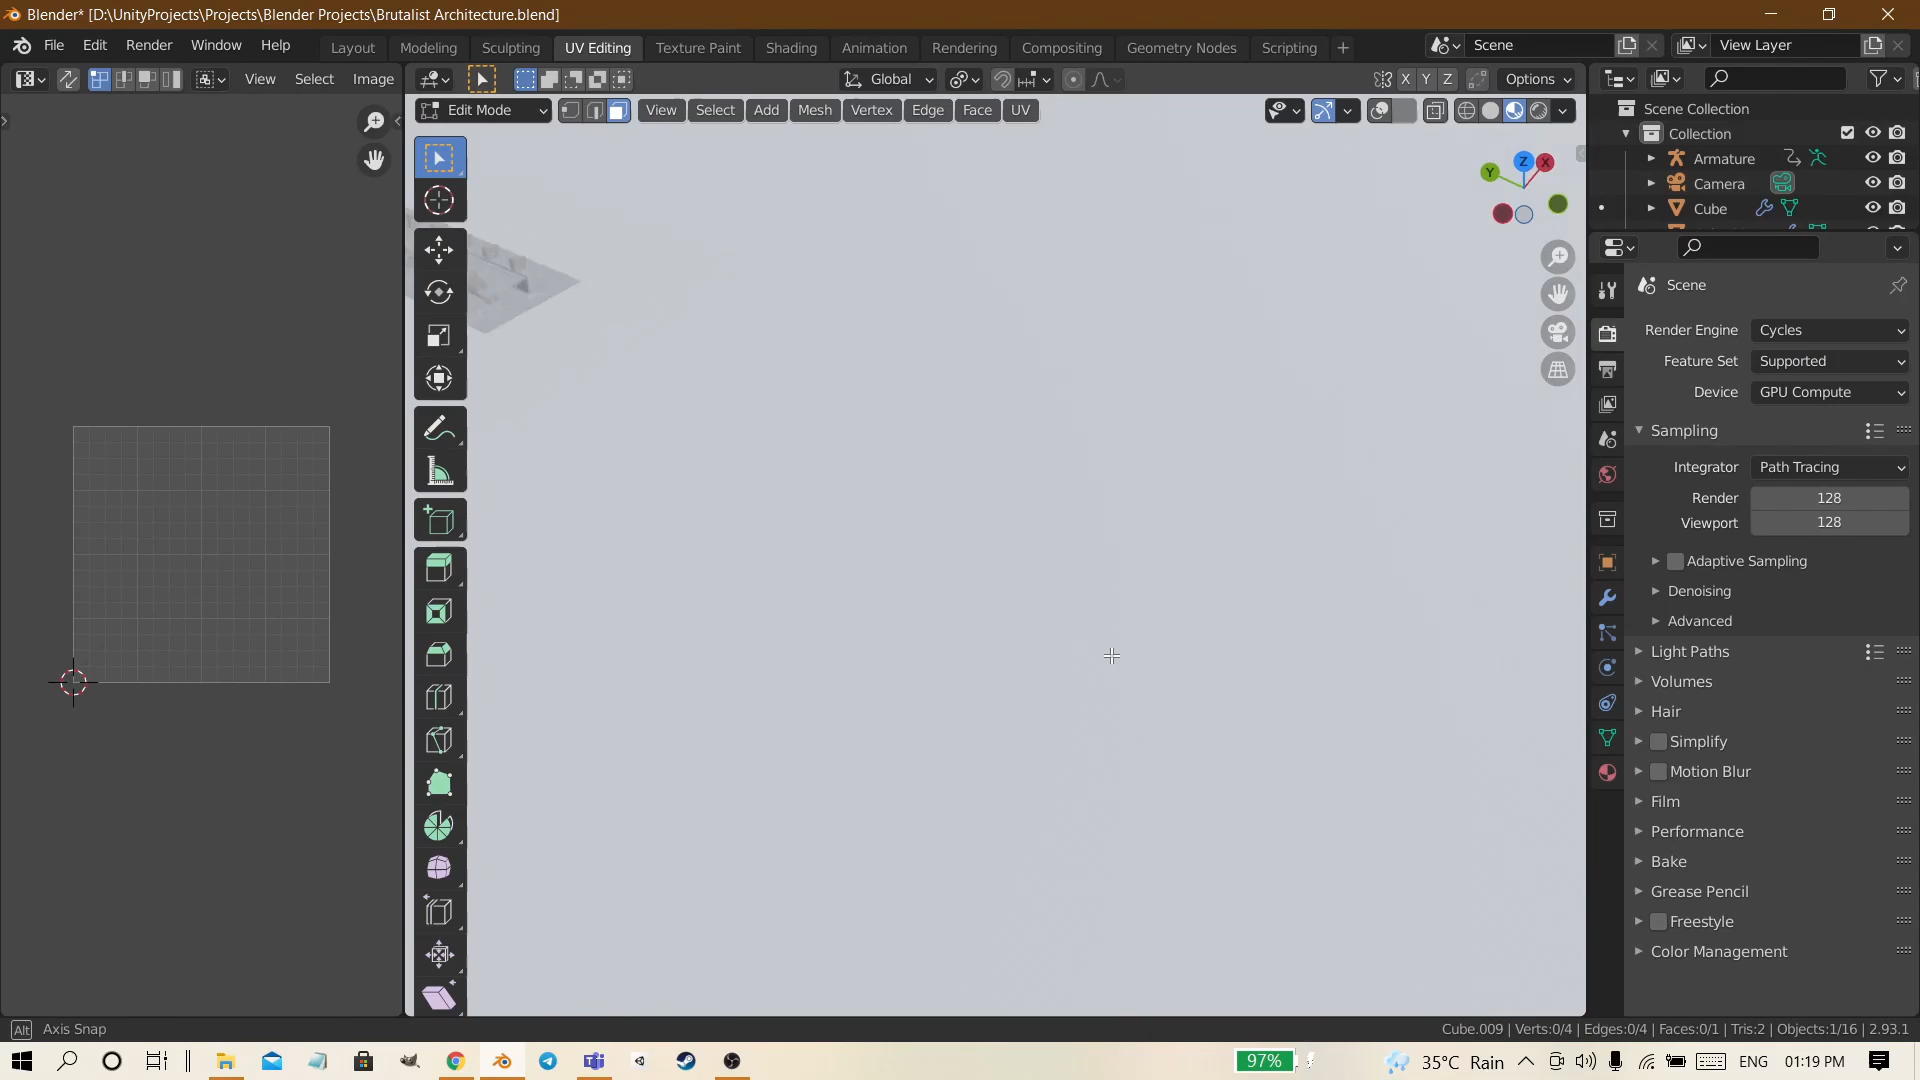 Blender* [D:\UnityProjects\Projects\Blender Projects\Brutalist Architecture.blend]
File Edit Render Window Help Layout Modeling Sculpting UV Editing Texture Paint Shading Animation Rendering Compositing Geometry Nodes Scripting Scene View Layer
View Select Image Global X Y Z Options
Edit Mode View Select Add Mesh Vertex Edge Face UV
Scene Collection
Collection
Armature
Camera
Cube
Z X
Y
Scene
Render Engine Cycles
Feature Set Supported
Device GPU Compute
Sampling
Integrator Path Tracing
Render 128
Viewport 128
Adaptive Sampling
Denoising
Advanced
Light Paths
Volumes
Hair
Simplify
Motion Blur
Film
Performance
Bake
Grease Pencil
Freestyle
Color Management
Alt Axis Snap
Cube.009 | Verts:0/4 | Edges:0/4 | Faces:0/1 | Tris:2 | Objects:1/16 | 2.93.1
97% 35°C Rain ENG 01:19 PM